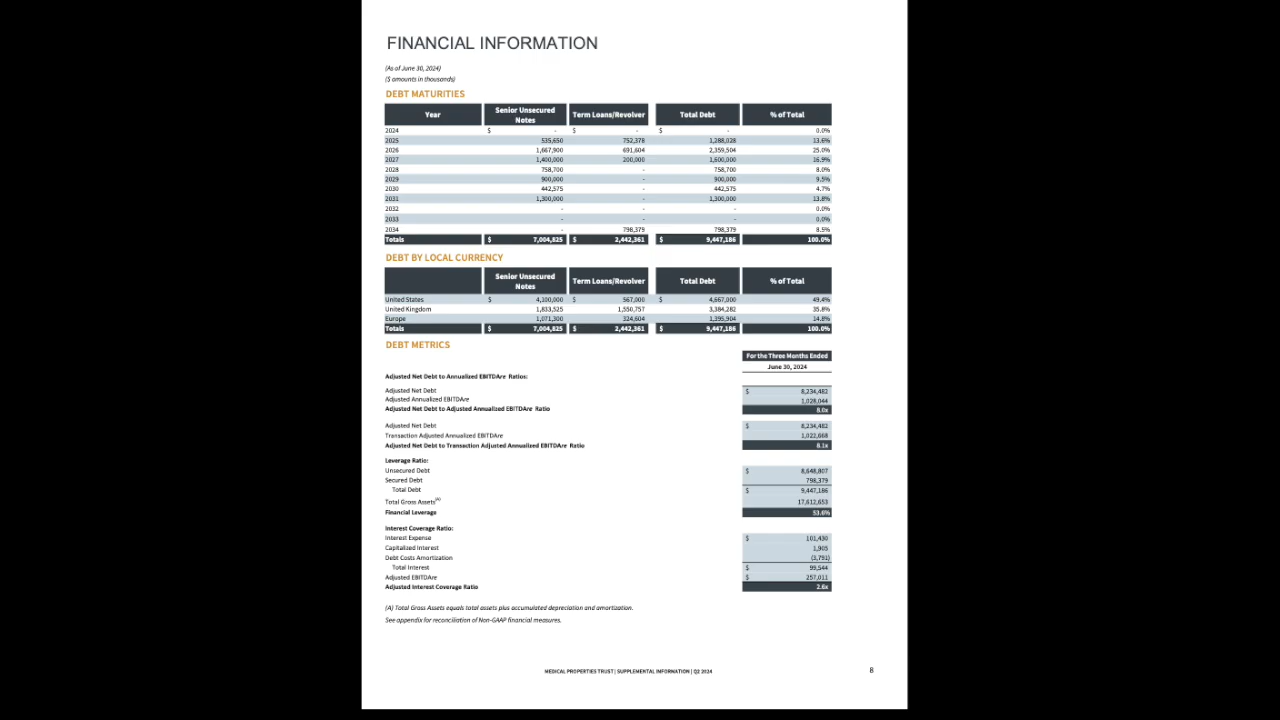 FINANCIAL INFORMATION
(As of June 30, 2024)
($ amounts in thousands)
DEBT MATURITIES
Year Senior Unsecured Notes Term Loans/Revolver Total Debt % of Total
2024 $ - $ - $ - 0.0%
2025 535,650 752,378 1,288,028 13.6%
2026 1,667,900 691,604 2,359,504 25.0%
2027 1,400,000 200,000 1,600,000 16.9%
2028 758,700 - 758,700 8.0%
2029 900,000 - 900,000 9.5%
2030 442,575 - 442,575 4.7%
2031 1,300,000 - 1,300,000 13.8%
2032 - - - 0.0%
2033 - - - 0.0%
2034 - 798,379 798,379 8.5%
Totals $ 7,004,825 $ 2,442,361 $ 9,447,186 100.0%
DEBT BY LOCAL CURRENCY
Senior Unsecured Notes Term Loans/Revolver Total Debt % of Total
United States $ 4,100,000 $ 567,000 $ 4,667,000 49.4%
United Kingdom 1,833,525 1,550,757 3,384,282 35.8%
Europe 1,071,300 324,604 1,395,904 14.8%
Totals $ 7,004,825 $ 2,442,361 $ 9,447,186 100.0%
DEBT METRICS
For the Three Months Ended
June 30, 2024
Adjusted Net Debt to Annualized EBITDAre Ratios:
Adjusted Net Debt $ 8,234,482
Adjusted Annualized EBITDAre 1,028,044
Adjusted Net Debt to Adjusted Annualized EBITDAre Ratio 8.0x
Adjusted Net Debt $ 8,234,482
Transaction Adjusted Annualized EBITDAre 1,022,668
Adjusted Net Debt to Transaction Adjusted Annualized EBITDAre Ratio 8.1x
Leverage Ratio:
Unsecured Debt $ 8,648,807
Secured Debt 798,379
Total Debt $ 9,447,186
Total Gross Assets(A) 17,612,653
Financial Leverage 53.6%
Interest Coverage Ratio:
Interest Expense $ 101,430
Capitalized Interest 1,905
Debt Costs Amortization (3,791)
Total Interest $ 99,544
Adjusted EBITDAre $ 257,011
Adjusted Interest Coverage Ratio 2.6x
(A) Total Gross Assets equals total assets plus accumulated depreciation and amortization.
See appendix for reconciliation of Non-GAAP financial measures.
MEDICAL PROPERTIES TRUST | SUPPLEMENTAL INFORMATION | Q2 2024
8